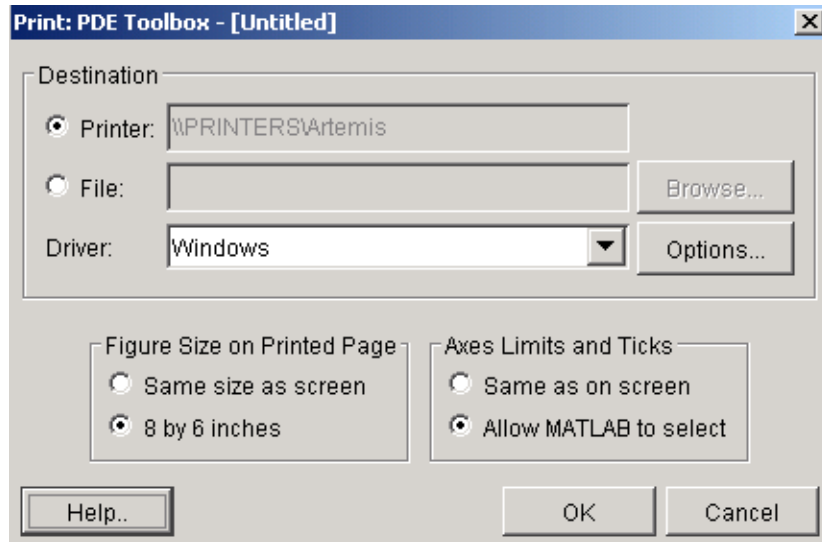 Print: PDE Toolbox - [Untitled]
Destination
Printer: \\PRINTERS\Artemis
File: Browse...
Driver: Windows Options...
Figure Size on Printed Page Axes Limits and Ticks
Same size as screen Same as on screen
8 by 6 inches Allow MATLAB to select
Help.. OK Cancel